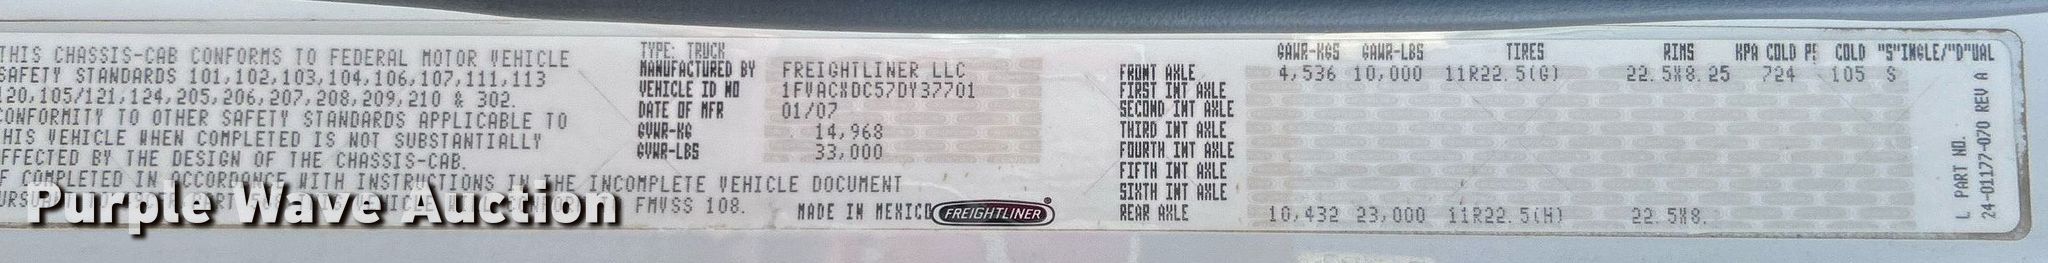 THIS CHASSIS-CAB CONFORMS TO FEDERAL MOTOR VEHICLE
SAFETY STANDARDS 101,102,103,104,106,107,111,113
120,105/121,124,205,206,207,208,209,210 & 302.
CONFORMITY TO OTHER SAFETY STANDARDS APPLICABLE TO
THIS VEHICLE WHEN COMPLETED IS NOT SUBSTANTIALLY
AFFECTED BY THE DESIGN OF THE CHASSIS-CAB.
IF COMPLETED IN ACCORDANCE WITH INSTRUCTIONS IN THE INCOMPLETE VEHICLE DOCUMENT
FMVSS 108.
TYPE: TRUCK
MANUFACTURED BY FREIGHTLINER LLC
VEHICLE ID NO 1FVACXDC57DY37701
DATE OF MFR 01/07
GVWR-KG 14,968
GVWR-LBS 33,000
MADE IN MEXICO FREIGHTLINER®
GAWR-KGS GAWR-LBS TIRES RIMS KPA COLD PS COLD "S"INGLE/"D"UAL
FRONT AXLE 4,536 10,000 11R22.5(G) 22.5X8.25 724 105 S
FIRST INT AXLE
SECOND INT AXLE
THIRD INT AXLE
FOURTH INT AXLE
FIFTH INT AXLE
SIXTH INT AXLE
REAR AXLE 10,432 23,000 11R22.5(H) 22.5X8.
L PART NO.
24-01177-070 REV A
Purple Wave Auction